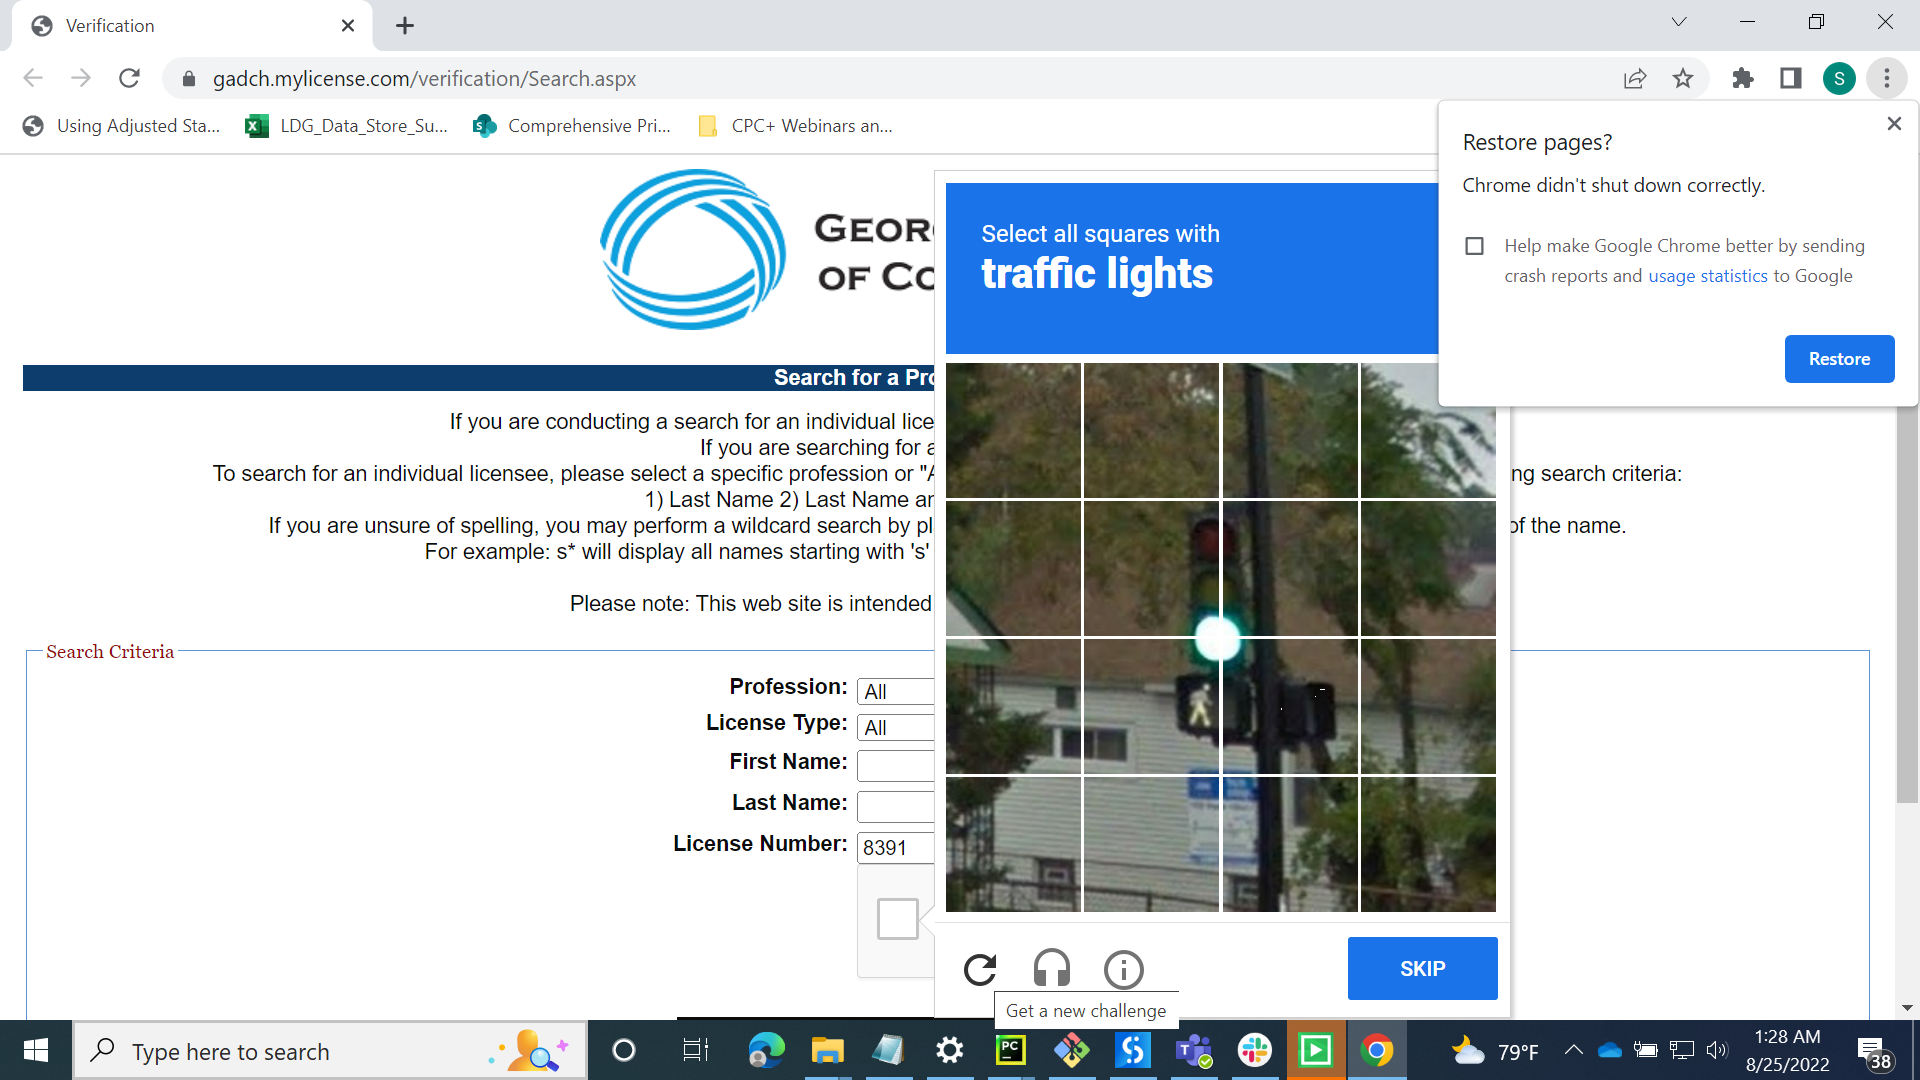 Verification
gadch.mylicense.com/verification/Search.aspx
S
Using Adjusted Sta...
LDG_Data_Store_Su...
Comprehensive Pri...
CPC+ Webinars an...
Restore pages?
Chrome didn't shut down correctly.
Help make Google Chrome better by sending
crash reports and usage statistics to Google
Restore
GEOR
OF CO
Select all squares with
traffic lights
Search for a Pro
If you are conducting a search for an individual lice
If you are searching for a
To search for an individual licensee, please select a specific profession or "A
ng search criteria:
1) Last Name 2) Last Name an
If you are unsure of spelling, you may perform a wildcard search by pl
of the name.
For example: s* will display all names starting with 's'
Please note: This web site is intended
Search Criteria
Profession: All
License Type: All
First Name:
Last Name:
License Number: 8391
SKIP
Get a new challenge
Type here to search
PC
79°F
1:28 AM
8/25/2022
38